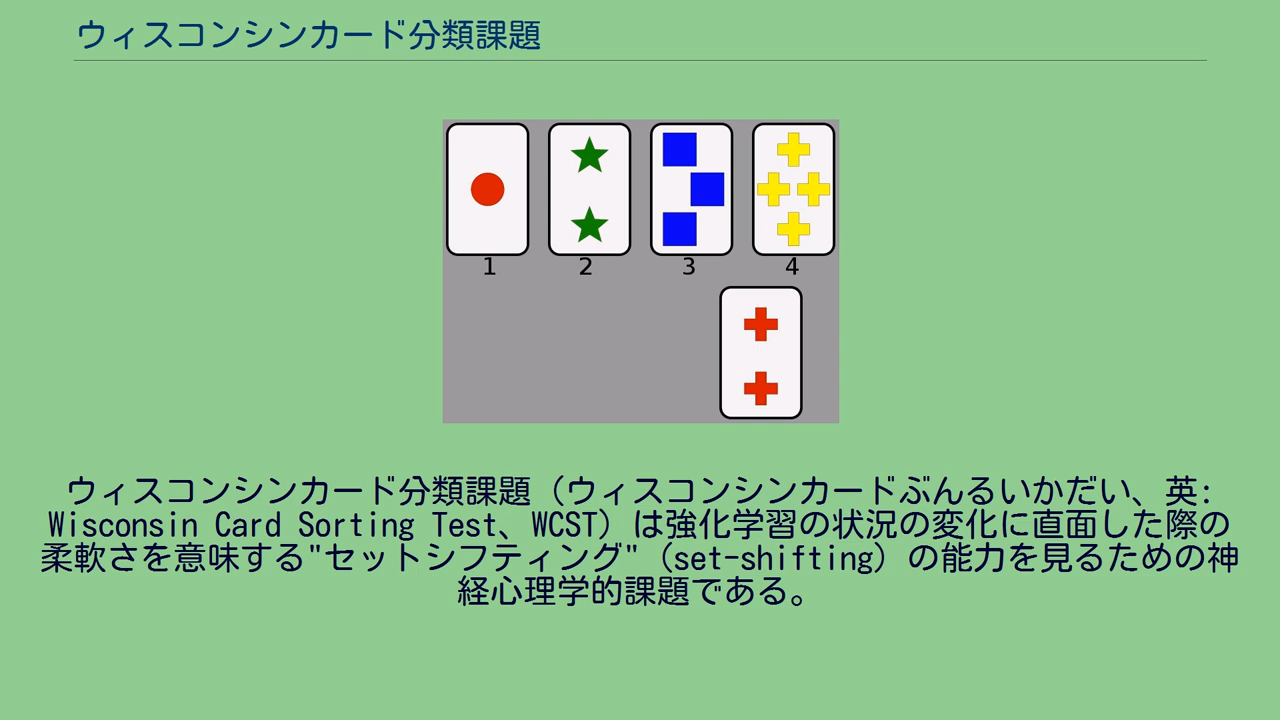 ウィスコンシンカード分類課題
1 2 3 4
ウィスコンシンカード分類課題（ウィスコンシンカードぶんるいかだい、英:
Wisconsin Card Sorting Test、WCST）は強化学習の状況の変化に直面した際の
柔軟さを意味する"セットシフティング"（set-shifting）の能力を見るための神
経心理学的課題である。